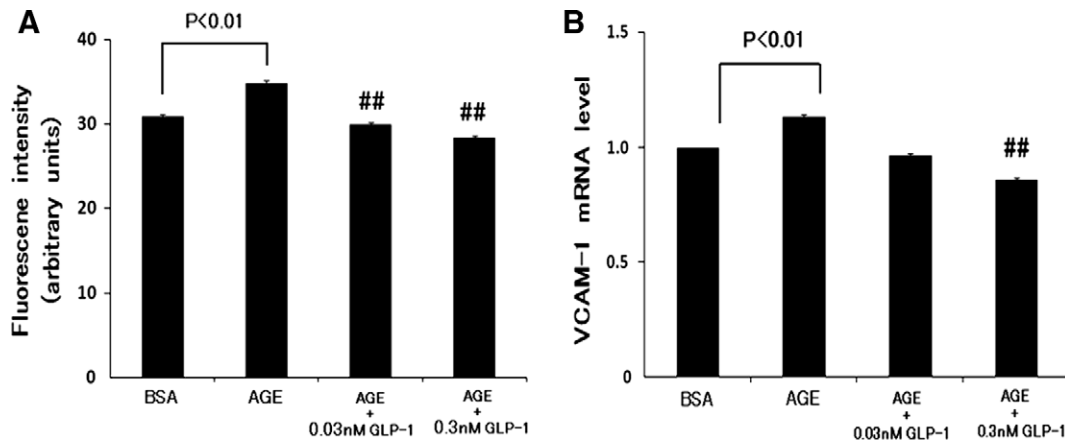 A
P<0.01
Fluorescene intensity
(arbitrary units)
40
30
20
10
0
##
##
BSA
AGE
AGE
+
0.03nM GLP-1
AGE
+
0.3nM GLP-1
B
P<0.01
VCAM-1 mRNA level
1.5
1.0
0.5
0
##
BSA
AGE
AGE
+
0.03nM GLP-1
AGE
+
0.3nM GLP-1